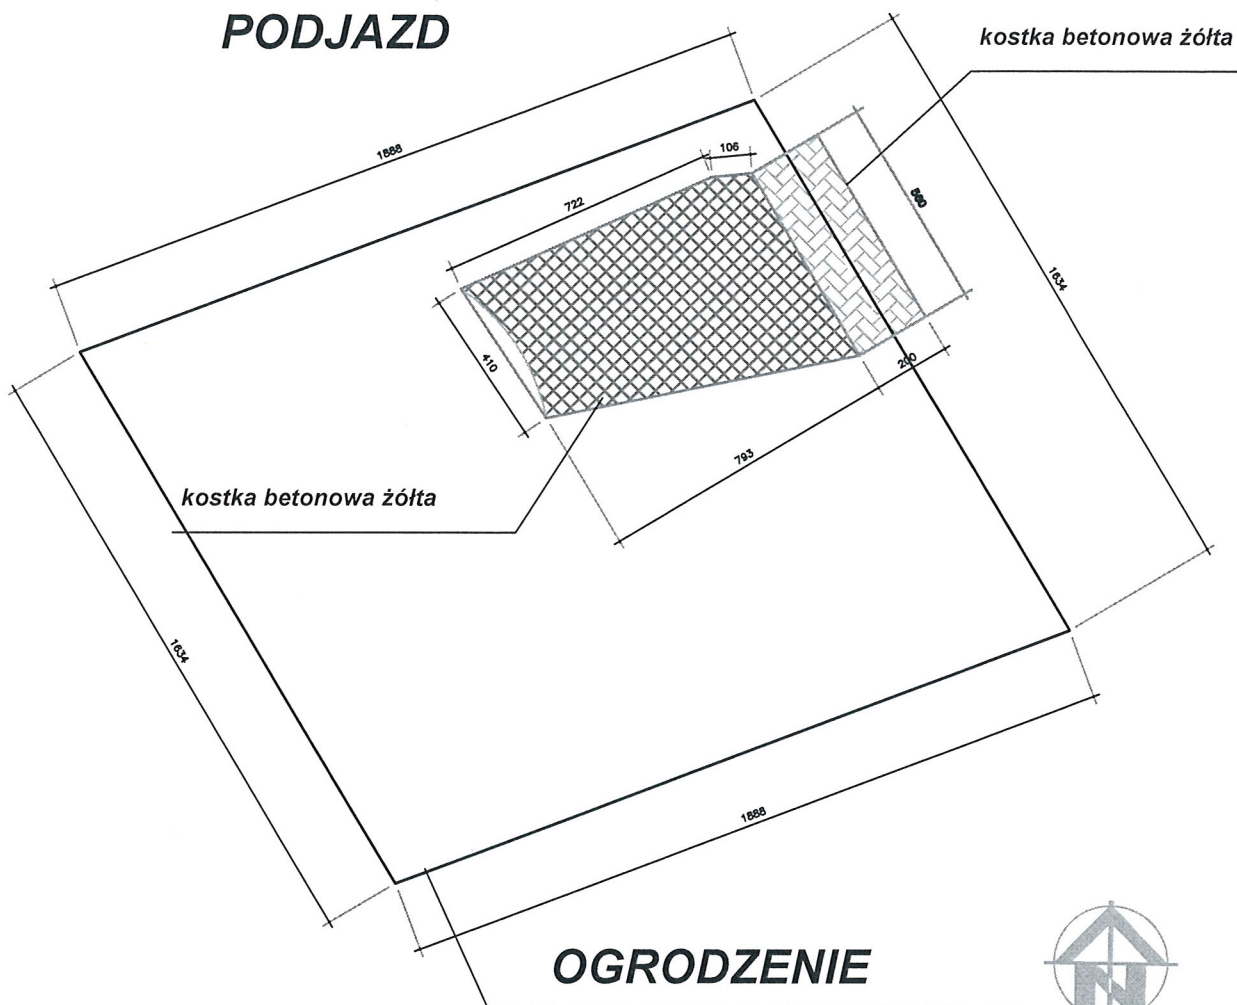 PODJAZD
kostka betonowa żółta
1888
106
722
1634
410
200
793
kostka betonowa żółta
1634
1888
OGRODZENIE
N